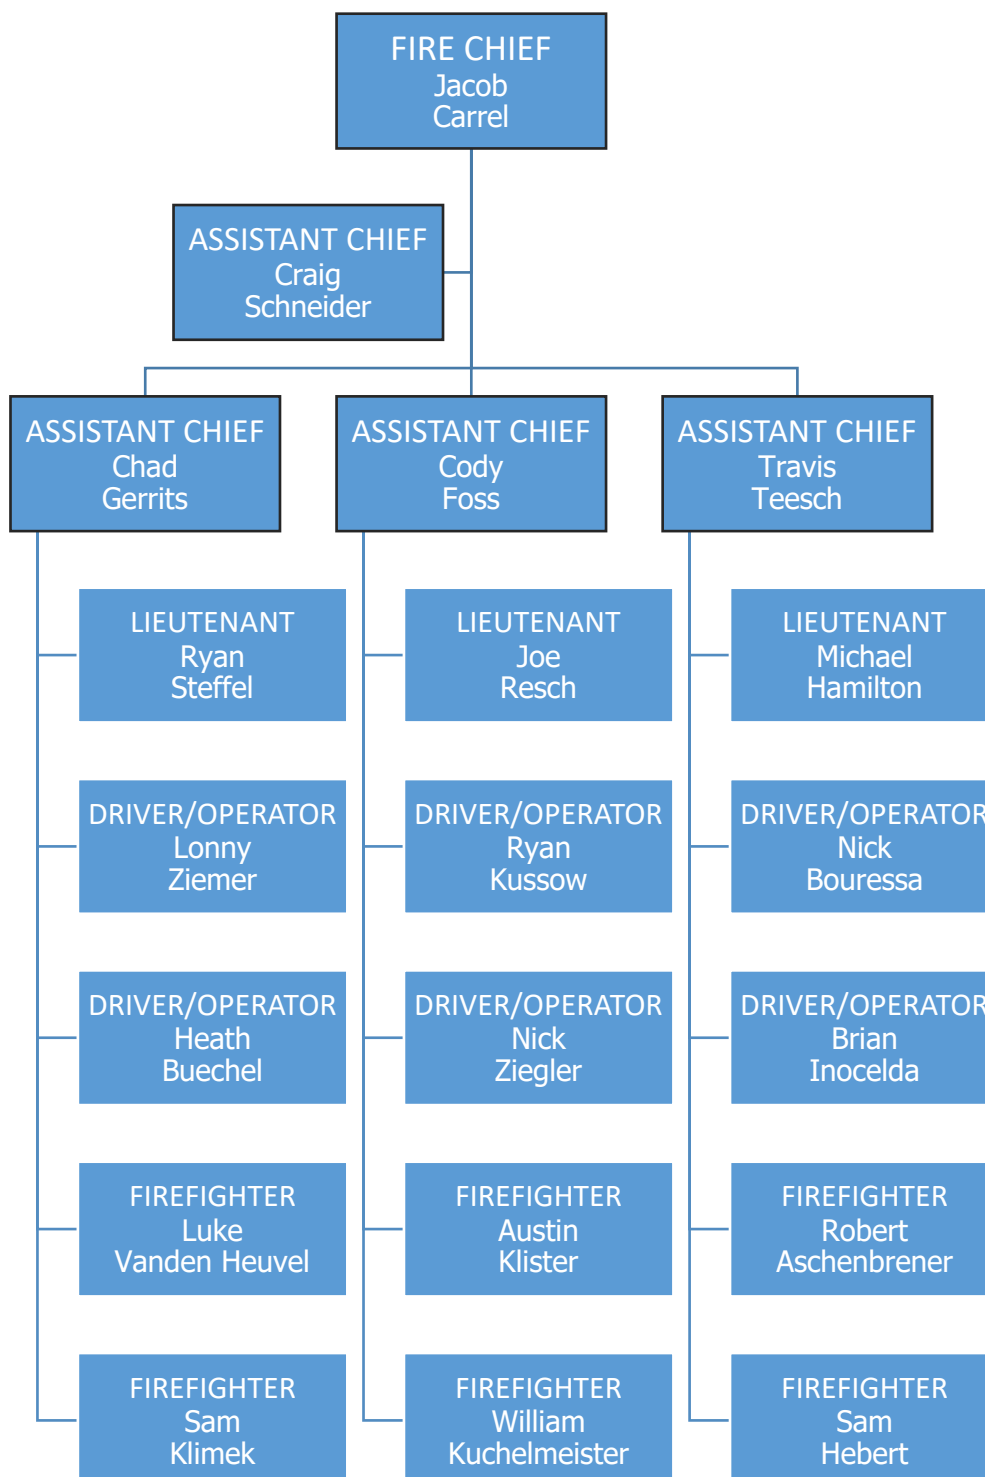 FIRE CHIEF
Jacob
Carrel
ASSISTANT CHIEF
Craig
Schneider
ASSISTANT CHIEF
Chad
Gerrits
ASSISTANT CHIEF
Cody
Foss
ASSISTANT CHIEF
Travis
Teesch
LIEUTENANT
Ryan
Steffel
LIEUTENANT
Joe
Resch
LIEUTENANT
Michael
Hamilton
DRIVER/OPERATOR
Lonny
Ziemer
DRIVER/OPERATOR
Ryan
Kussow
DRIVER/OPERATOR
Nick
Bouressa
DRIVER/OPERATOR
Heath
Buechel
DRIVER/OPERATOR
Nick
Ziegler
DRIVER/OPERATOR
Brian
Inocelda
FIREFIGHTER
Luke
Vanden Heuvel
FIREFIGHTER
Austin
Klister
FIREFIGHTER
Robert
Aschenbrener
FIREFIGHTER
Sam
Klimek
FIREFIGHTER
William
Kuchelmeister
FIREFIGHTER
Sam
Hebert